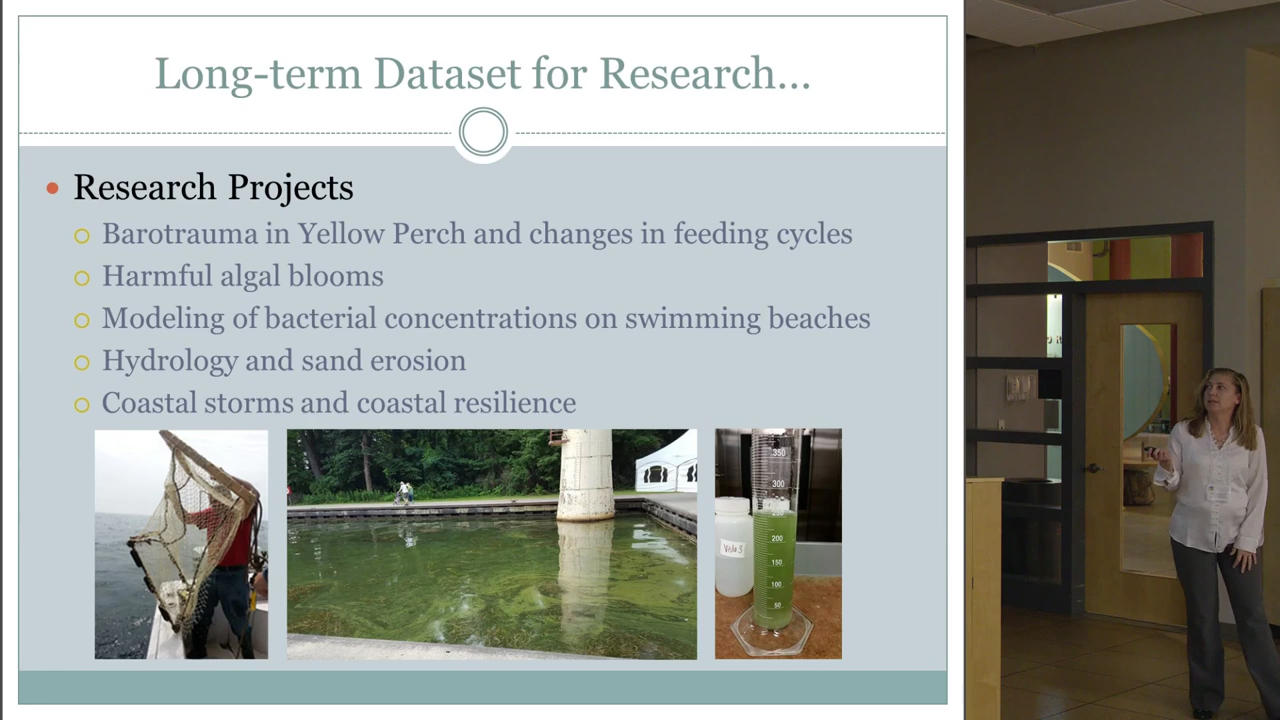 Long-term Dataset for Research...
Research Projects
Barotrauma in Yellow Perch and changes in feeding cycles
Harmful algal blooms
Modeling of bacterial concentrations on swimming beaches
Hydrology and sand erosion
Coastal storms and coastal resilience
350
300
200
150
100
50